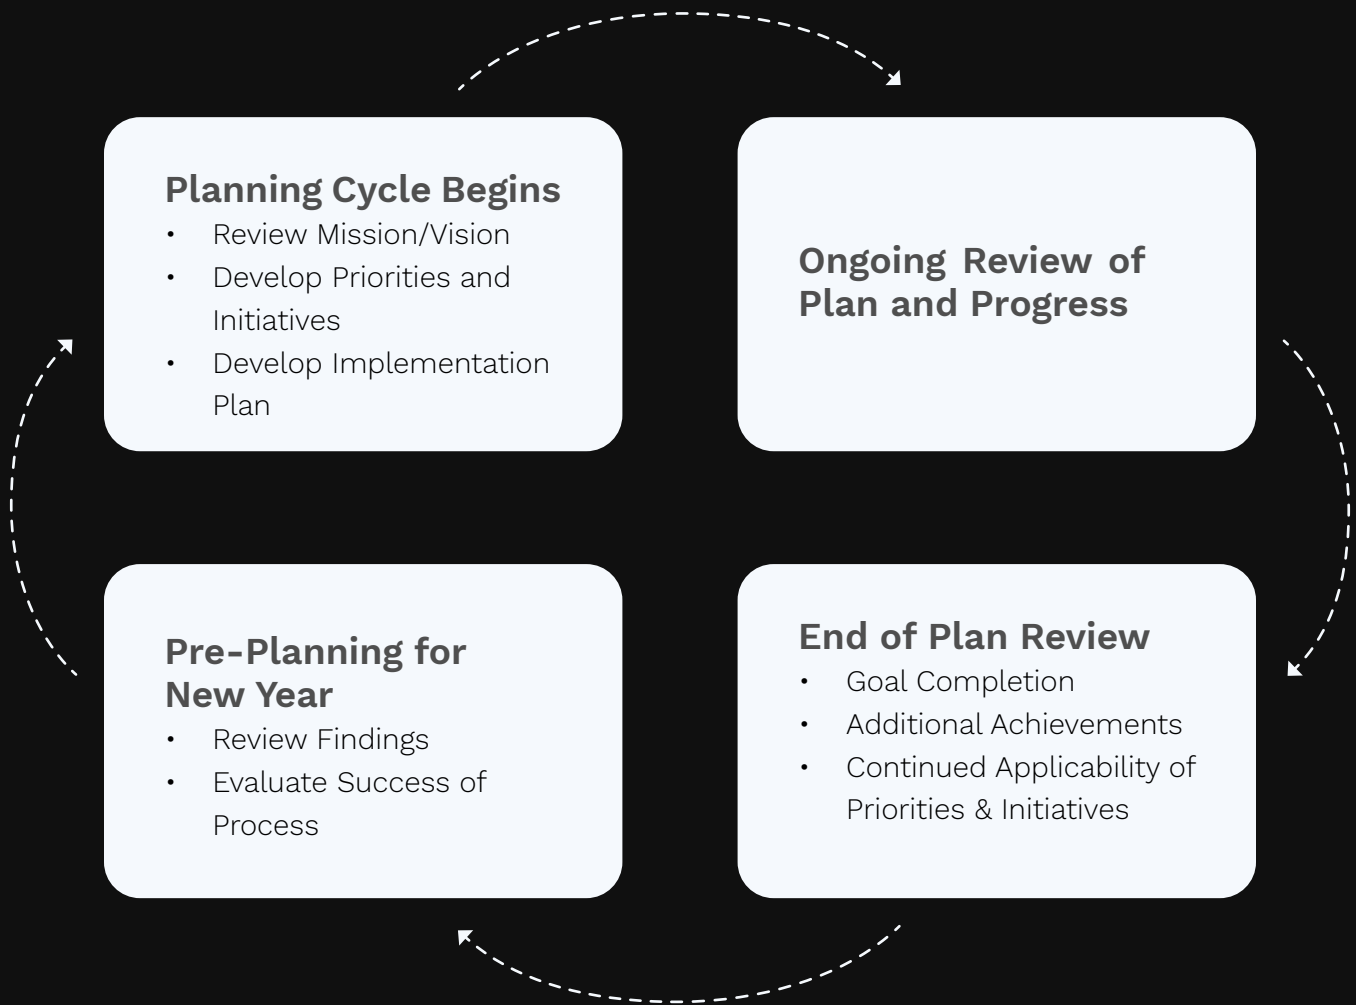 Planning Cycle Begins
• Review Mission/Vision
• Develop Priorities and
Initiatives
• Develop Implementation
Plan
Ongoing Review of
Plan and Progress
Pre-Planning for
New Year
• Review Findings
• Evaluate Success of
Process
End of Plan Review
• Goal Completion
• Additional Achievements
• Continued Applicability of
Priorities & Initiatives